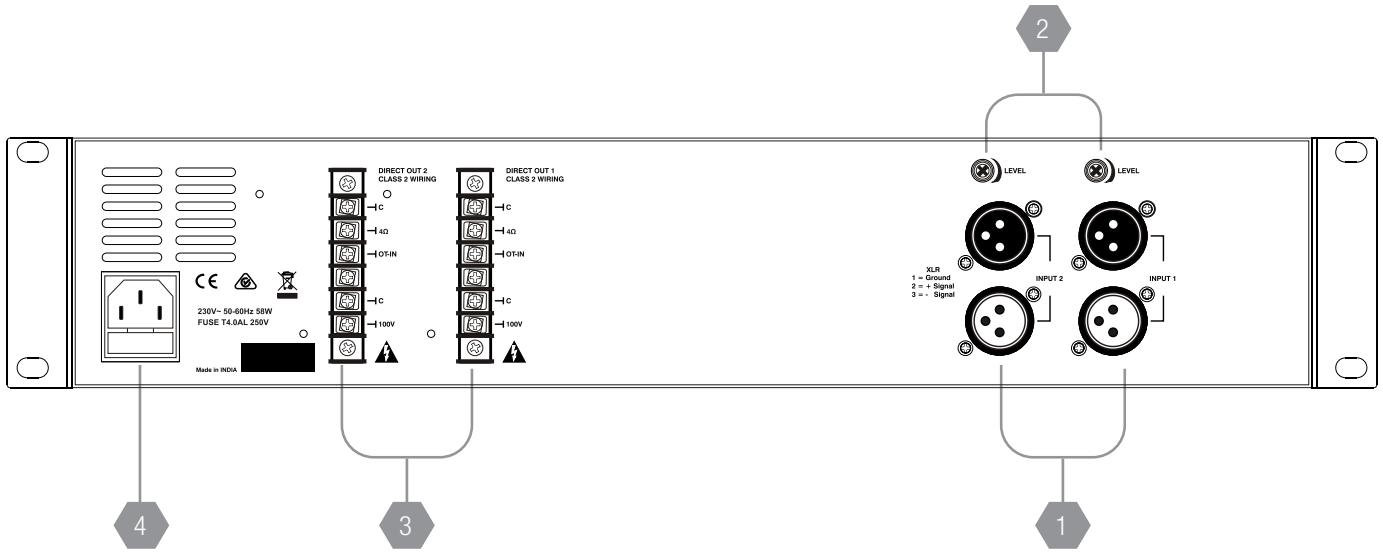 2
DIRECT OUT 2
CLASS 2 WIRING
C
4Ω
OT-IN
C
100V
DIRECT OUT 1
CLASS 2 WIRING
C
4Ω
OT-IN
C
100V
LEVEL
LEVEL
XLR
1 = Ground
2 = + Signal
3 = - Signal
INPUT 2
INPUT 1
CE
230V~ 50-60Hz 58W
FUSE T4.0AL 250V
Made in INDIA
4
3
1